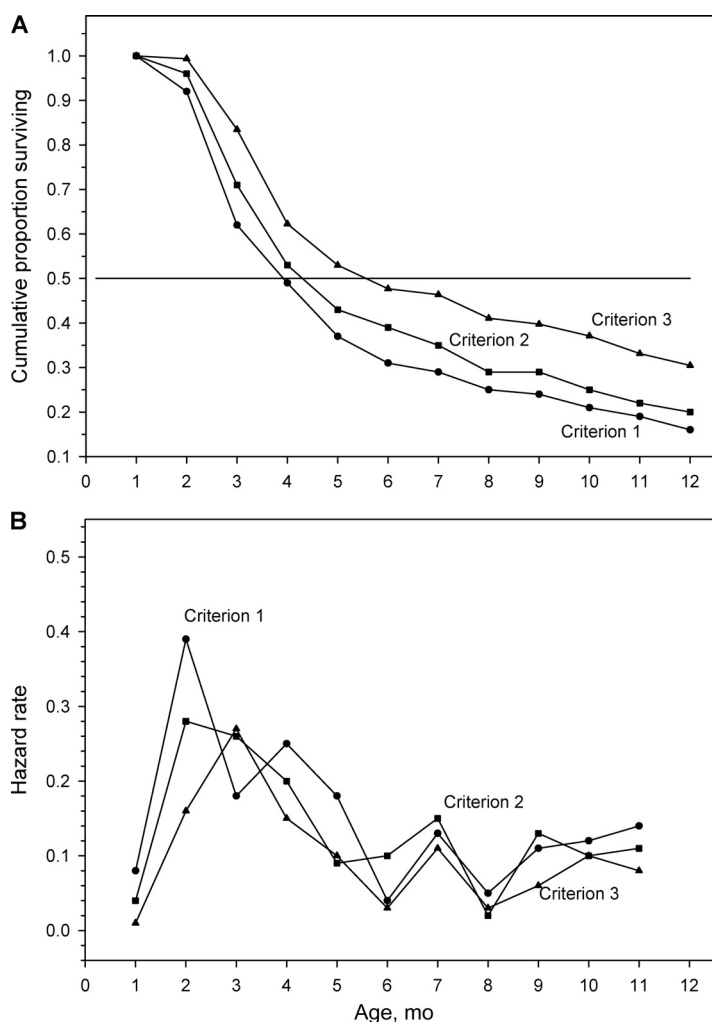 A
Cumulative proportion surviving
1.0
0.9
0.8
0.7
0.6
0.5
0.4
0.3
0.2
0.1
Criterion 3
Criterion 2
Criterion 1
0 1 2 3 4 5 6 7 8 9 10 11 12
B
Hazard rate
0.5
0.4
0.3
0.2
0.1
0.0
Criterion 1
Criterion 2
Criterion 3
0 1 2 3 4 5 6 7 8 9 10 11 12
Age, mo